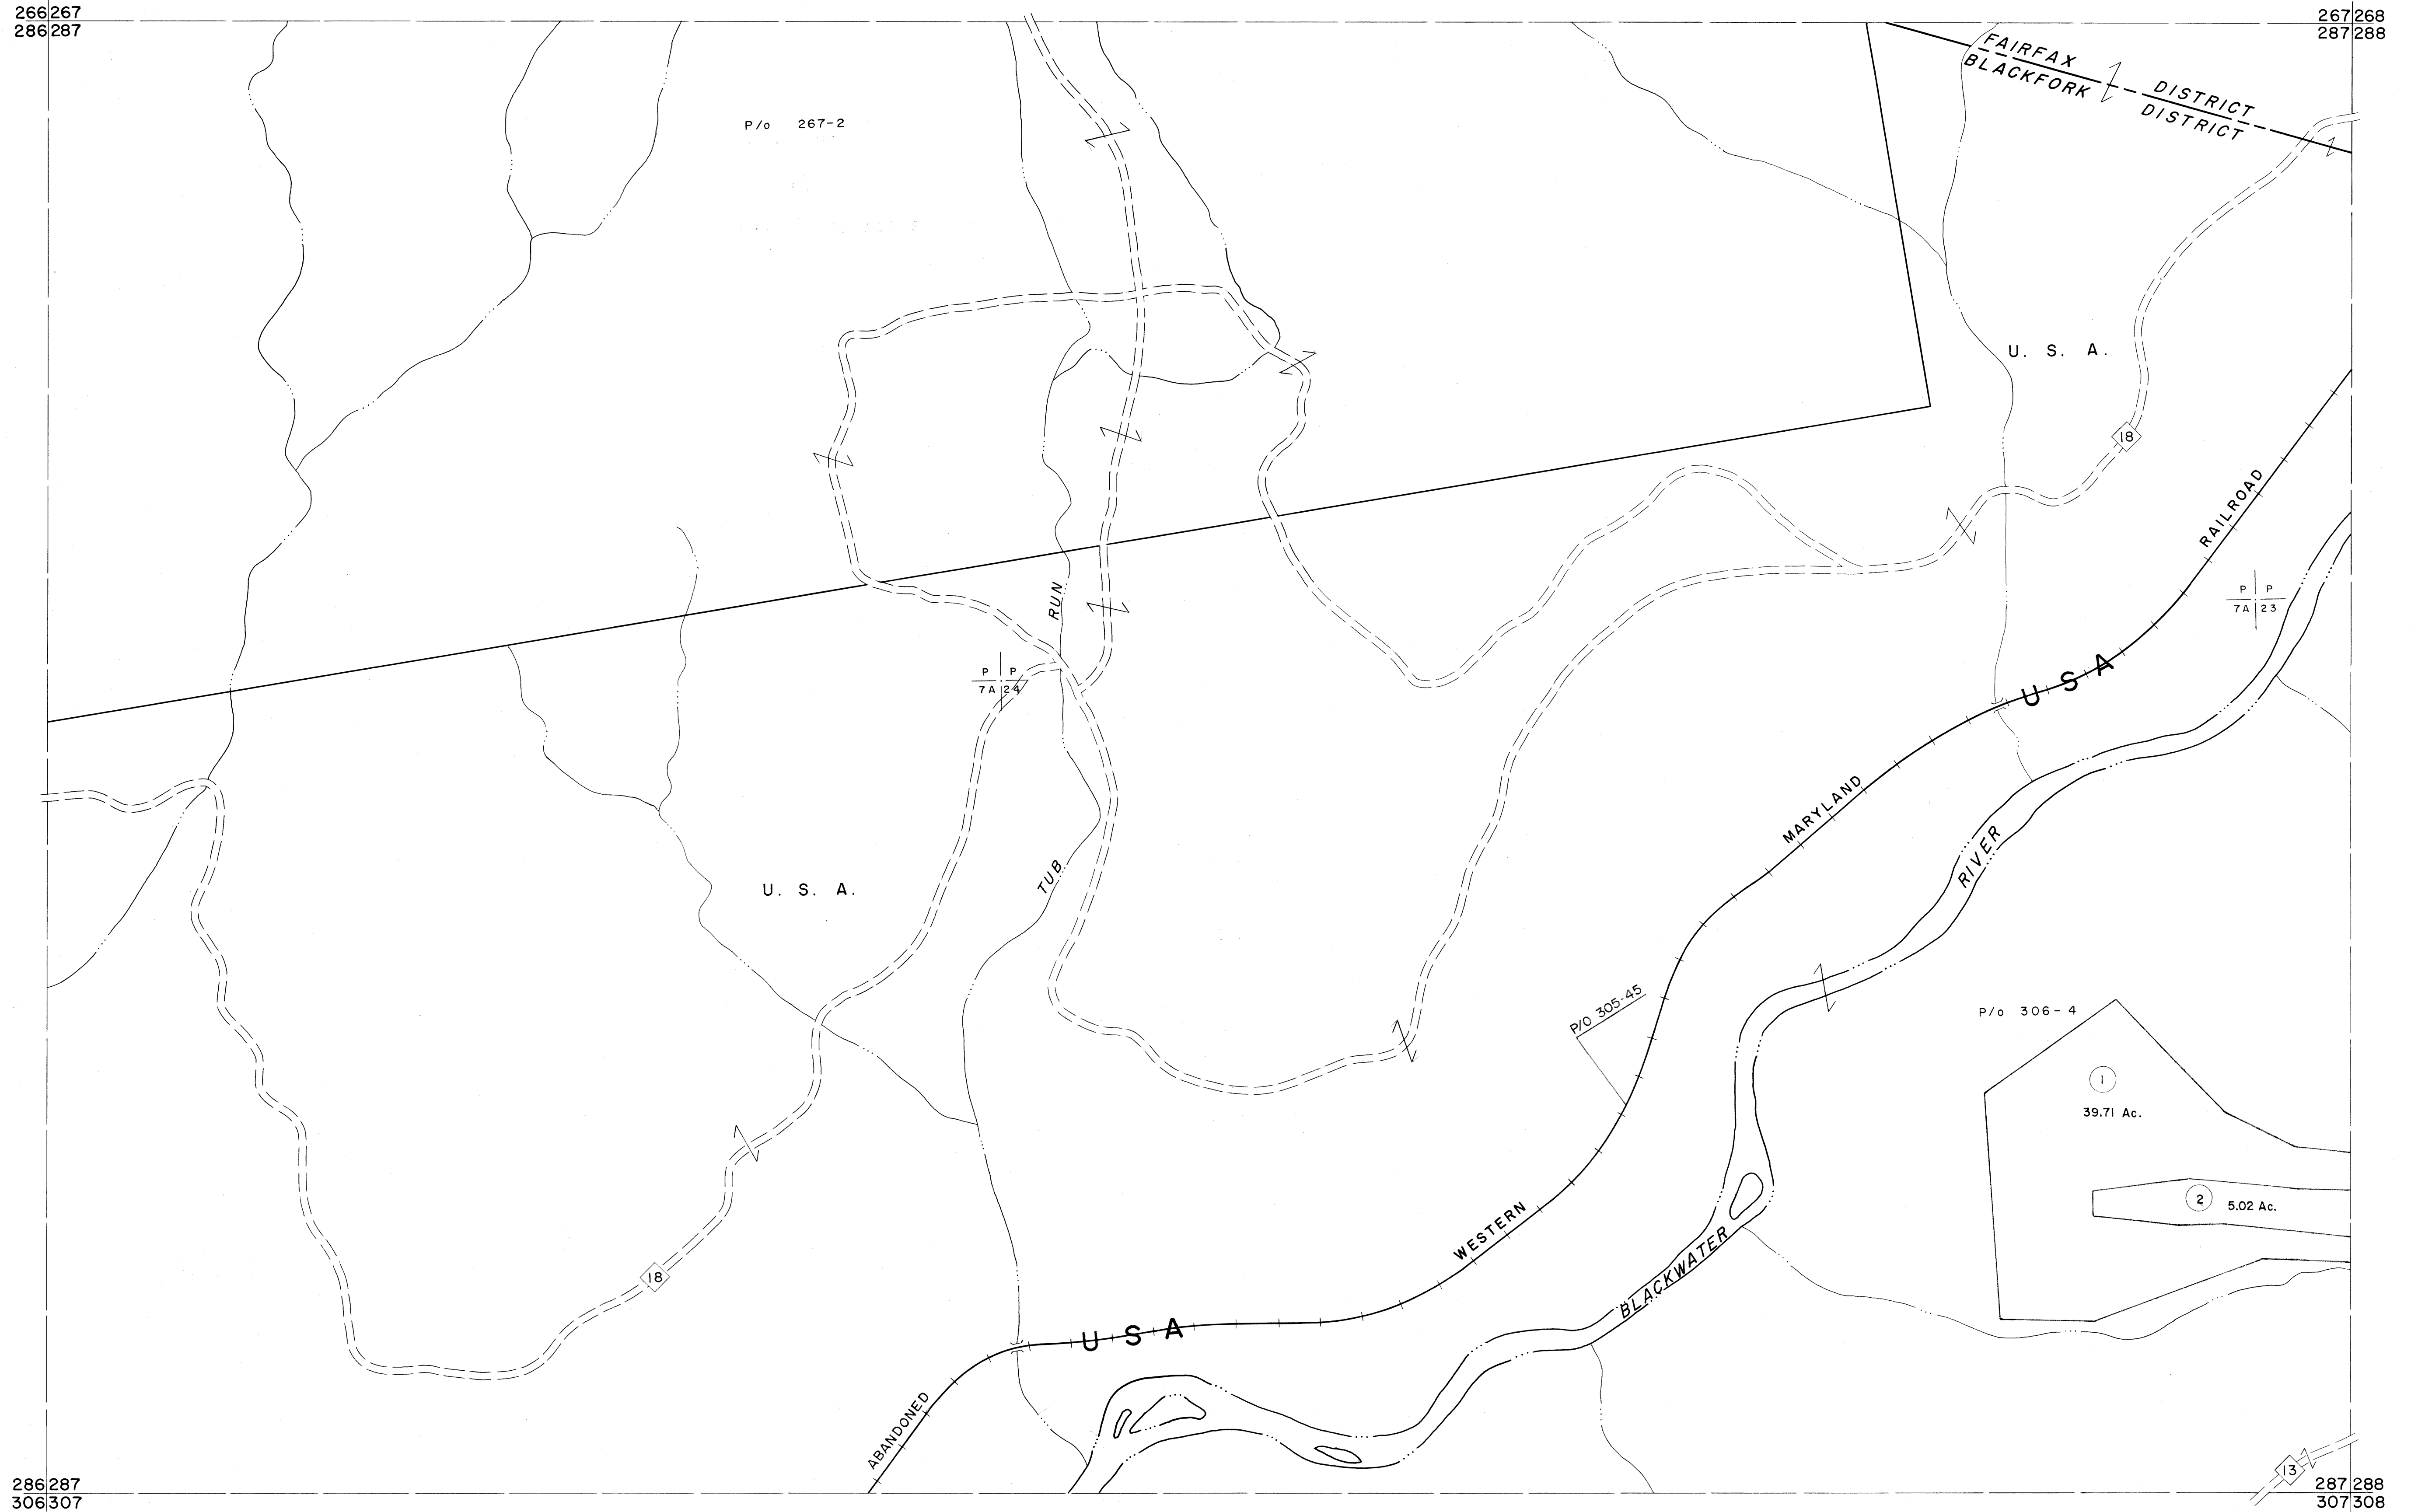 266 267
286 287
267 268
287 288
FAIRFAX DISTRICT
BLACKFORK DISTRICT
P/o 267-2
U. S. A.
18
RAILROAD
P P
7A 23
RUN
P P
7A 24
U S A
MARYLAND
RIVER
TUB
U. S. A.
P/O 305-45
P/o 306-4
1
39.71 Ac.
2 5.02 Ac.
WESTERN
BLACKWATER
18
U S A
ABANDONED
13
286 287
306 307
287 288
307 308